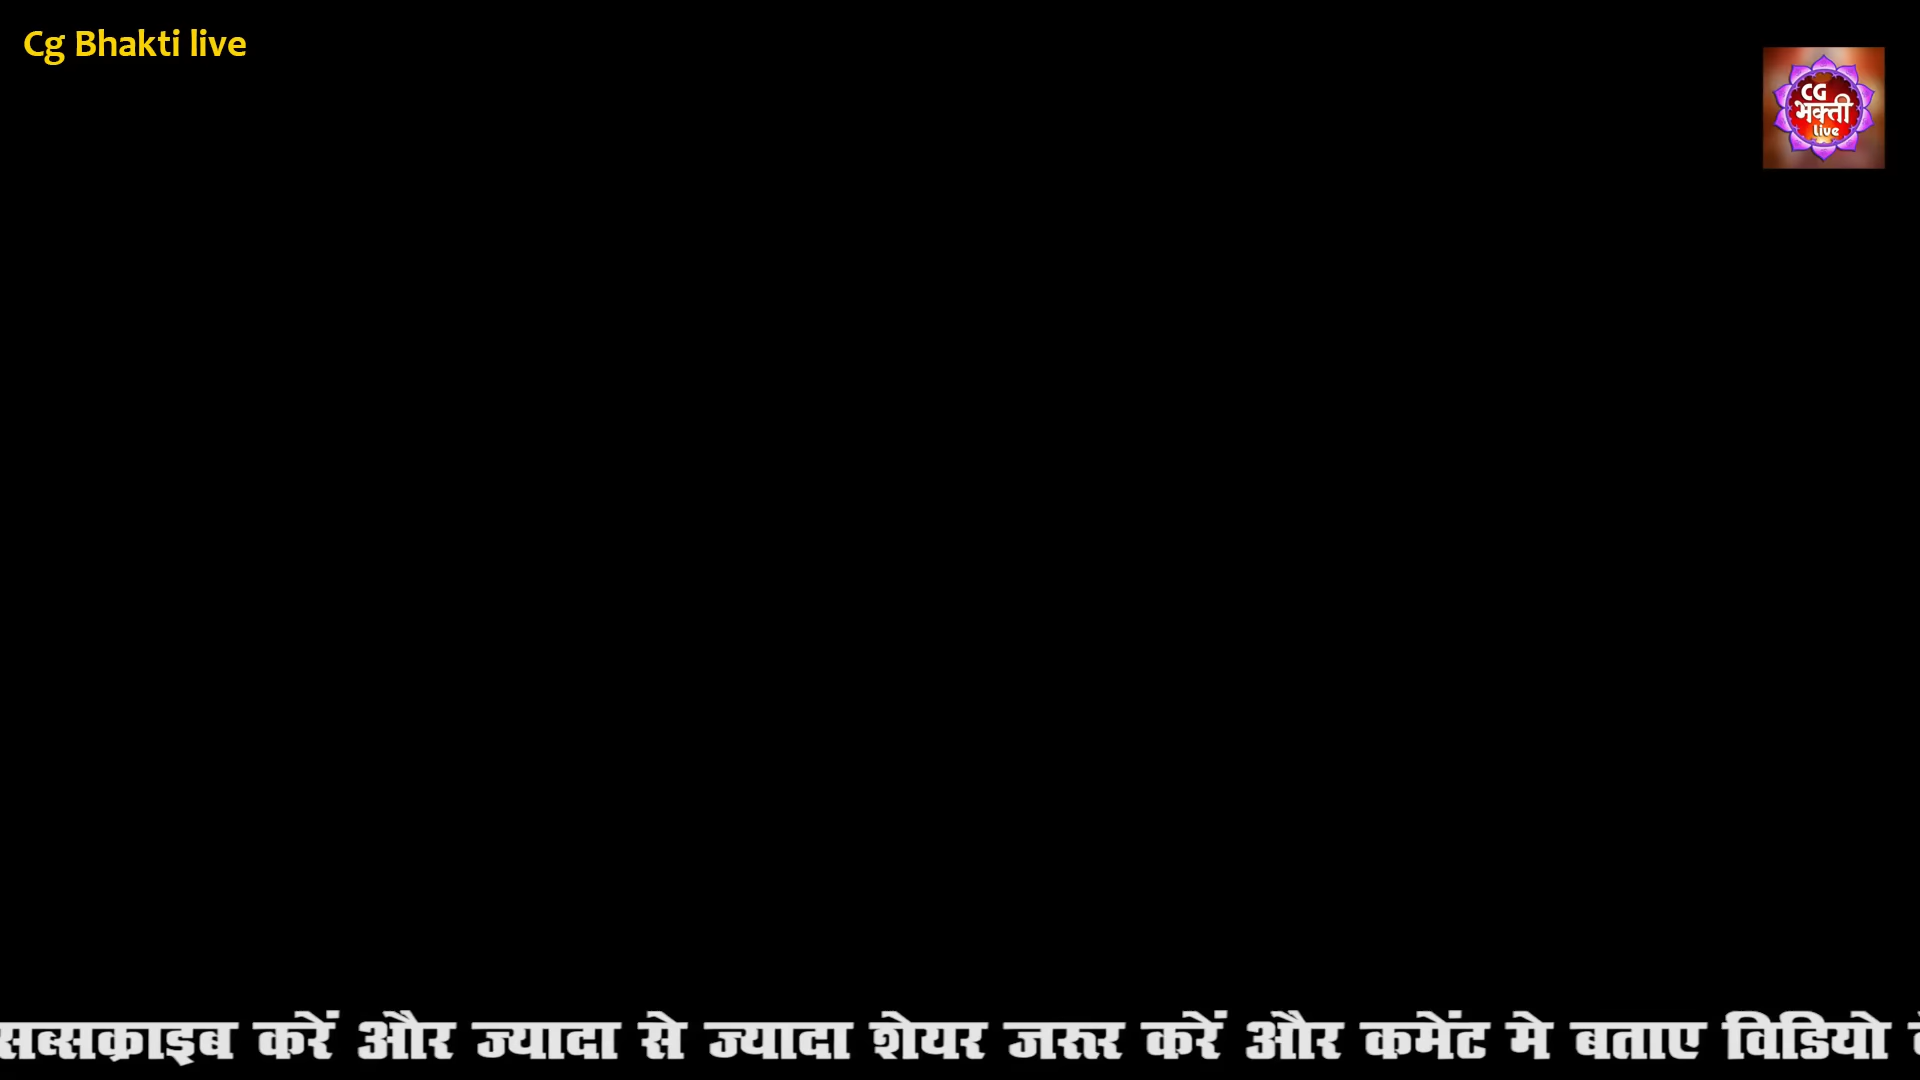 Cg Bhakti live
CG
भक्ती
live
सब्सक्राइब करें और ज्यादा से ज्यादा शेयर जरूर करें और कमेंट मे बताए विडियो